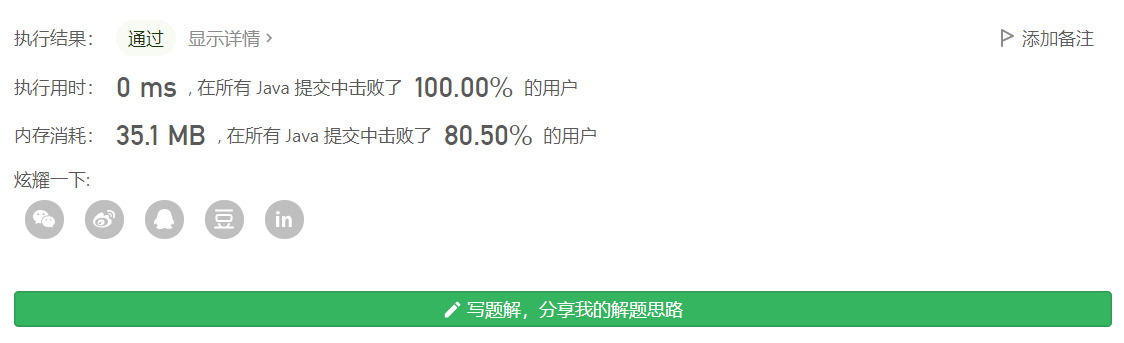 执行结果： 通过 显示详情 › 添加备注
执行用时： 0 ms , 在所有 Java 提交中击败了 100.00% 的用户
内存消耗： 35.1 MB , 在所有 Java 提交中击败了 80.50% 的用户
炫耀一下:
豆 in
写题解，分享我的解题思路